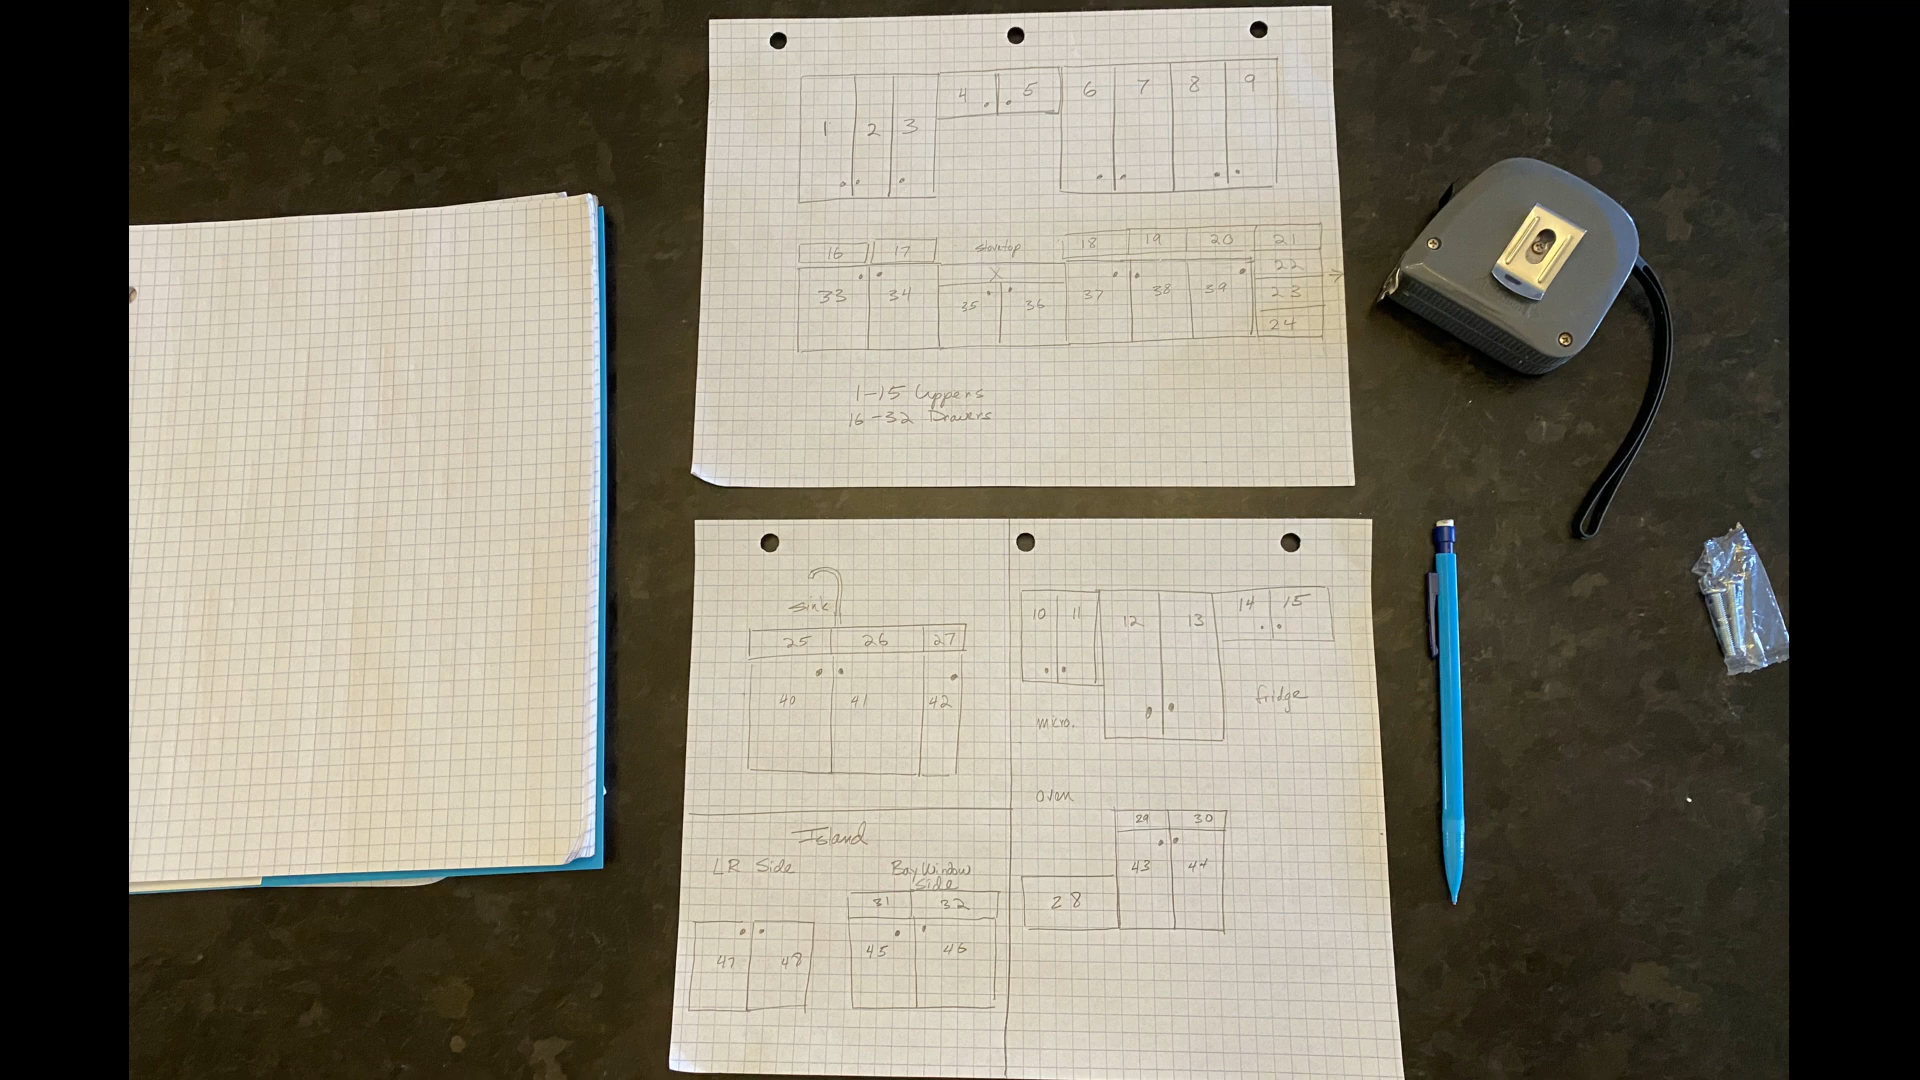 1 2 3 4 5 6 7 8 9
16 17 stovetop 18 19 20 21
X 22
33 34 35 36 37 38 39 23
24
1-15 Uppers
16-32 Drawers
sink
25 26 27
40 41 42
Island
LR Side Bay Window
Side
31 32
45 46
47 48
10 11 12 13 14 15
micro. fridge
oven
29 30
43 44
28